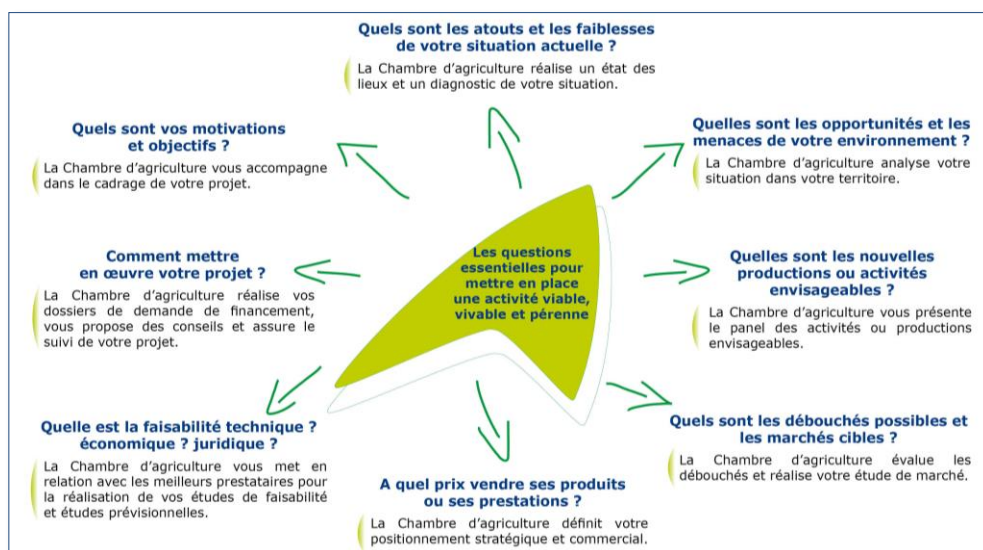 Quels sont les atouts et les faiblesses
de votre situation actuelle ?
La Chambre d'agriculture réalise un état des
lieux et un diagnostic de votre situation.
Quels sont vos motivations
et objectifs ?
La Chambre d'agriculture vous accompagne
dans le cadrage de votre projet.
Quelles sont les opportunités et les
menaces de votre environnement ?
La Chambre d'agriculture analyse votre
situation dans votre territoire.
Comment mettre
en œuvre votre projet ?
La Chambre d'agriculture réalise vos
dossiers de demande de financement,
vous propose des conseils et assure le
suivi de votre projet.
Les questions
essentielles pour
mettre en place
une activité viable,
vivable et pérenne
Quelles sont les nouvelles
productions ou activités
envisageables ?
La Chambre d'agriculture vous présente
le panel des activités ou productions
envisageables.
Quelle est la faisabilité technique ?
économique ? juridique ?
La Chambre d'agriculture vous met en
relation avec les meilleurs prestataires pour
la réalisation de vos études de faisabilité
et études prévisionnelles.
A quel prix vendre ses produits
ou ses prestations ?
La Chambre d'agriculture définit votre
positionnement stratégique et commercial.
Quels sont les débouchés possibles et
les marchés cibles ?
La Chambre d'agriculture évalue les
débouchés et réalise votre étude de marché.